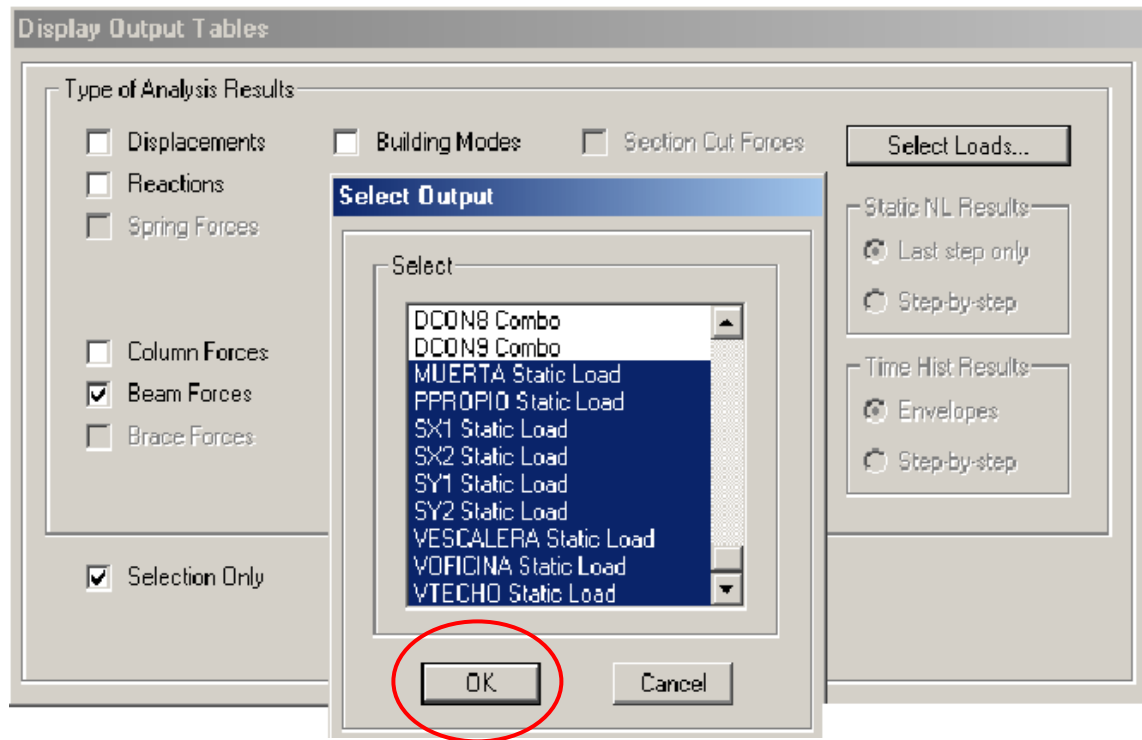 Display Output Tables
Type of Analysis Results
Displacements
Building Modes
Section Cut Forces
Select Loads...
Reactions
Spring Forces
Column Forces
Beam Forces
Brace Forces
Static NL Results
Last step only
Step-by-step
Time Hist Results
Envelopes
Step-by-step
Selection Only
Select Output
Select
DCON8 Combo
DCON9 Combo
MUERTA Static Load
PPROPIO Static Load
SX1 Static Load
SX2 Static Load
SY1 Static Load
SY2 Static Load
VESCALERA Static Load
VOFICINA Static Load
VTECHO Static Load
OK
Cancel